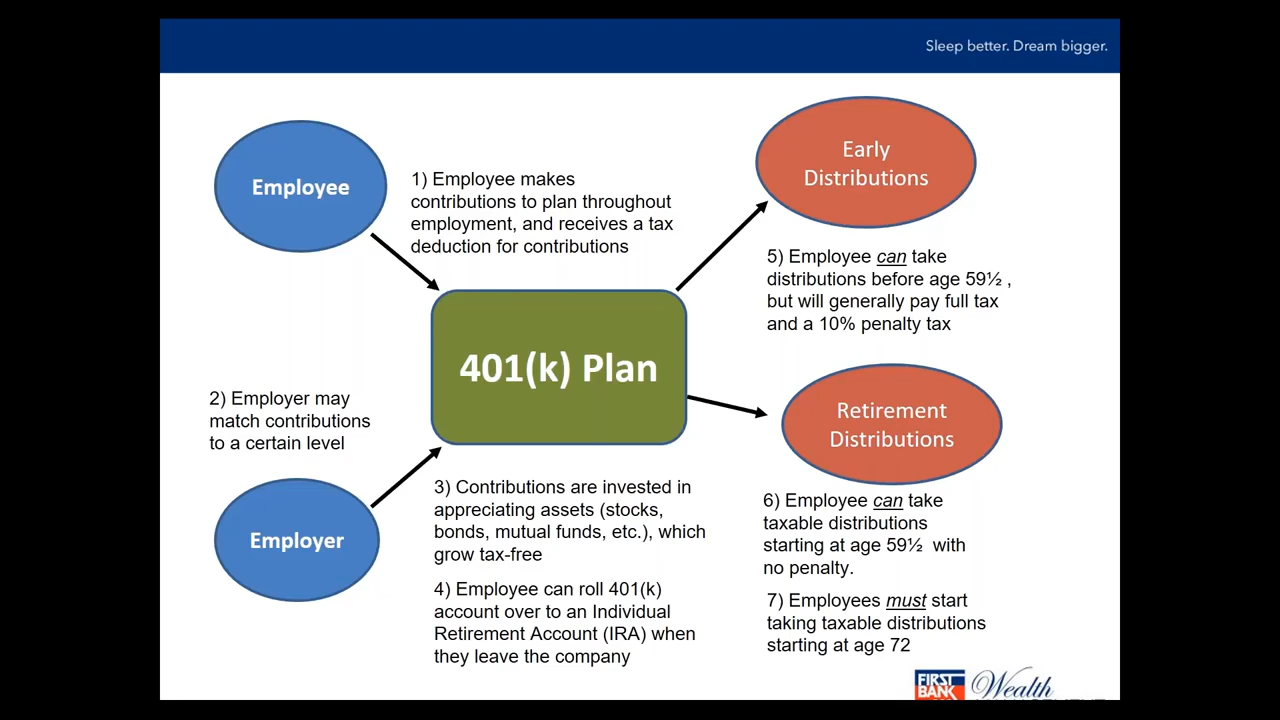 Sleep better. Dream bigger.
Employee
1) Employee makes
contributions to plan throughout
employment, and receives a tax
deduction for contributions
Early
Distributions
5) Employee can take
distributions before age 59½ ,
but will generally pay full tax
and a 10% penalty tax
401(k) Plan
2) Employer may
match contributions
to a certain level
Employer
3) Contributions are invested in
appreciating assets (stocks,
bonds, mutual funds, etc.), which
grow tax-free
4) Employee can roll 401(k)
account over to an Individual
Retirement Account (IRA) when
they leave the company
Retirement
Distributions
6) Employee can take
taxable distributions
starting at age 59½  with
no penalty.
7) Employees must start
taking taxable distributions
starting at age 72
FIRST
BANK
Wealth